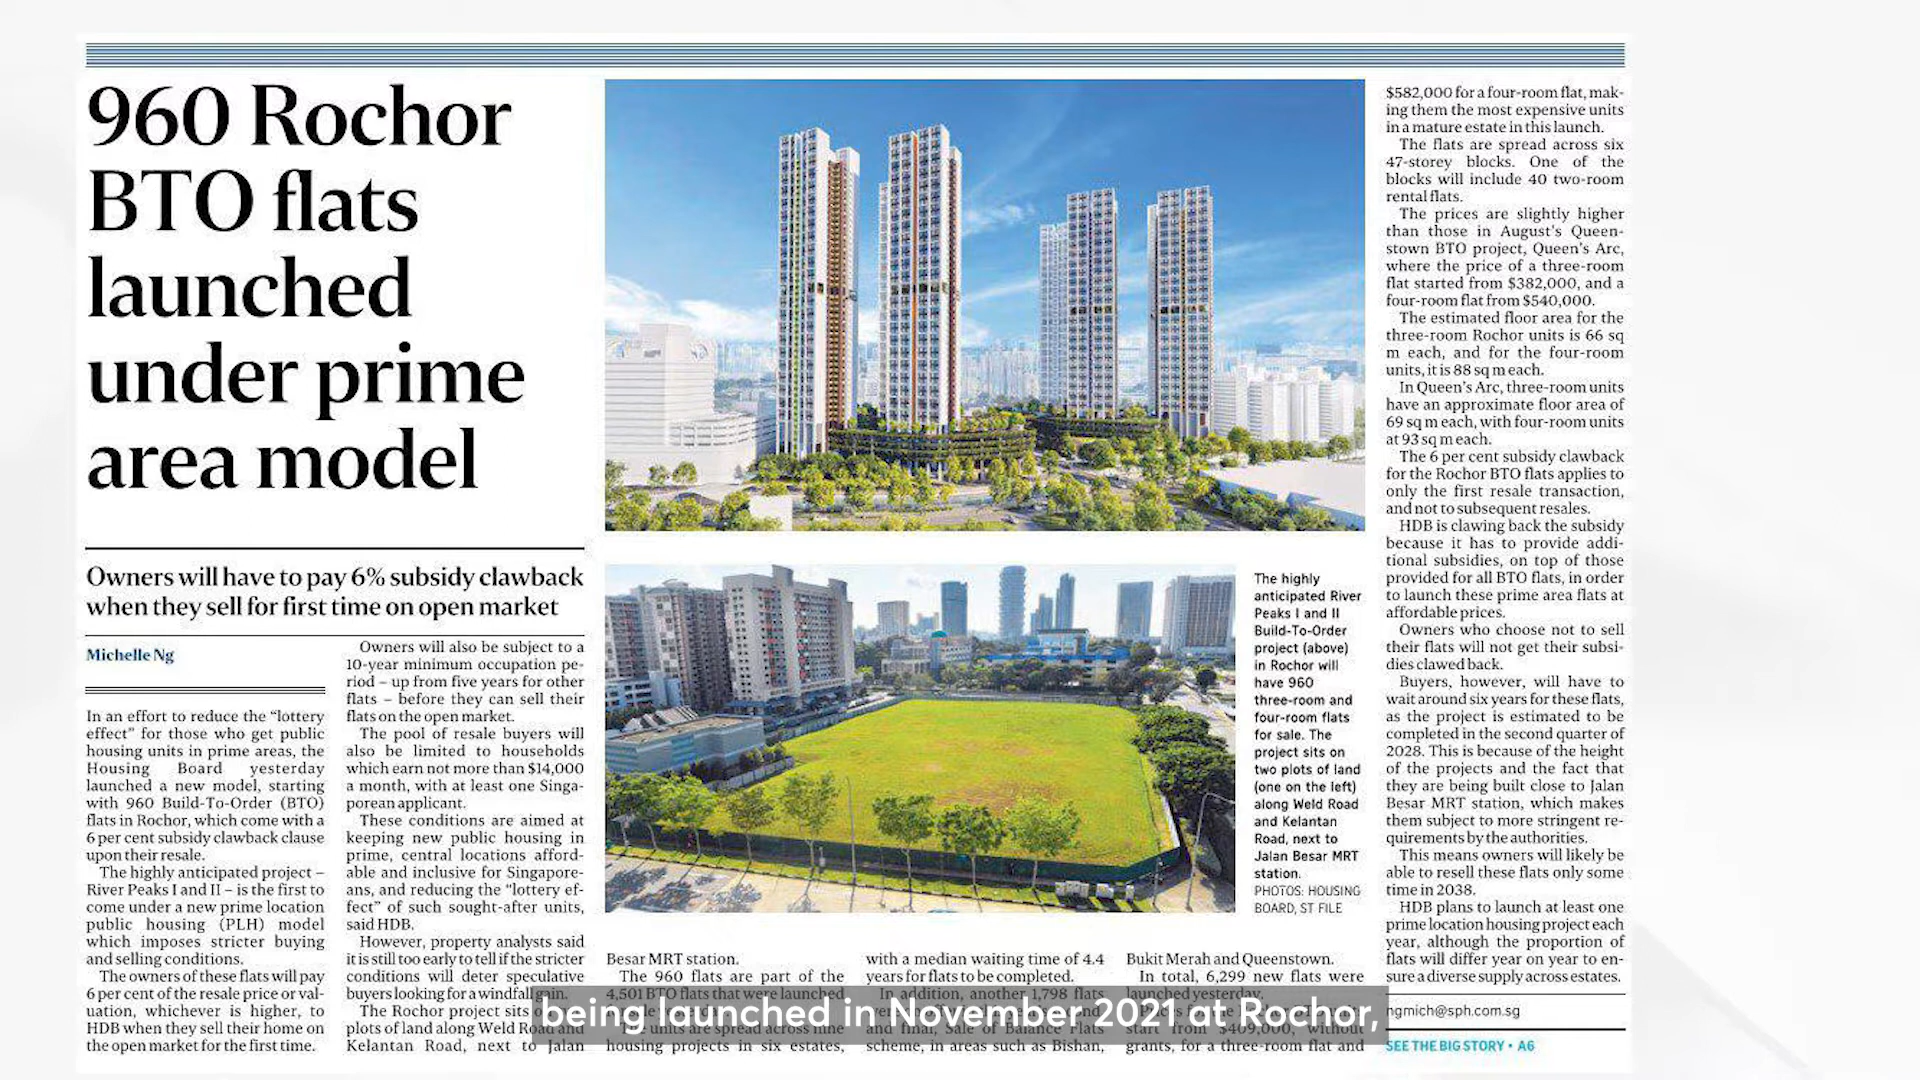 960 Rochor
BTO flats
launched
under prime
area model
Owners will have to pay 6% subsidy clawback
when they sell for first time on open market
Michelle Ng
In an effort to reduce the "lottery
effect" for those who get public
housing units in prime areas, the
Housing Board yesterday
launched a new model, starting
with 960 Build-To-Order (BTO)
flats in Rochor, which come with a
6 per cent subsidy clawback clause
upon their resale.
The highly anticipated project –
River Peaks I and II – is the first to
come under a new prime location
public housing (PLH) model
which imposes stricter buying
and selling conditions.
The owners of these flats will pay
6 per cent of the resale price or val-
uation, whichever is higher, to
HDB when they sell their home on
the open market for the first time.
Owners will also be subject to a
10-year minimum occupation pe-
riod – up from five years for other
flats – before they can sell their
flats on the open market.
The pool of resale buyers will
also be limited to households
which earn not more than $14,000
a month, with at least one Singa-
porean applicant.
These conditions are aimed at
keeping new public housing in
prime, central locations afford-
able and inclusive for Singapore-
ans, and reducing the "lottery ef-
fect" of such sought-after units,
said HDB.
However, property analysts said
it is still too early to tell if the stricter
conditions will deter speculative
buyers looking for a windfall gain.
The Rochor project sits on
plots of land along Weld Road and
Kelantan Road, next to Jalan
Besar MRT station.
The 960 flats are part of the
4,501 BTO flats that were launched
The units are spread across nine
housing projects in six estates,
with a median waiting time of 4.4
years for flats to be completed.
In addition, another 1,798 flats
and final, Sale of Balance Flats
scheme, in areas such as Bishan,
Bukit Merah and Queenstown.
In total, 6,299 new flats were
launched yesterday.
start from $409,000, without
grants, for a three-room flat and
The highly
anticipated River
Peaks I and II
Build-To-Order
project (above)
in Rochor will
have 960
three-room and
four-room flats
for sale. The
project sits on
two plots of land
(one on the left)
along Weld Road
and Kelantan
Road, next to
Jalan Besar MRT
station.
PHOTOS: HOUSING
BOARD, ST FILE
$582,000 for a four-room flat, mak-
ing them the most expensive units
in a mature estate in this launch.
The flats are spread across six
47-storey blocks. One of the
blocks will include 40 two-room
rental flats.
The prices are slightly higher
than those in August's Queen-
stown BTO project, Queen's Arc,
where the price of a three-room
flat started from $382,000, and a
four-room flat from $540,000.
The estimated floor area for the
three-room Rochor units is 66 sq
m each, and for the four-room
units, it is 88 sq m each.
In Queen's Arc, three-room units
have an approximate floor area of
69 sq m each, with four-room units
at 93 sq m each.
The 6 per cent subsidy clawback
for the Rochor BTO flats applies to
only the first resale transaction,
and not to subsequent resales.
HDB is clawing back the subsidy
because it has to provide addi-
tional subsidies, on top of those
provided for all BTO flats, in order
to launch these prime area flats at
affordable prices.
Owners who choose not to sell
their flats will not get their subsi-
dies clawed back.
Buyers, however, will have to
wait around six years for these flats,
as the project is estimated to be
completed in the second quarter of
2028. This is because of the height
of the projects and the fact that
they are being built close to Jalan
Besar MRT station, which makes
them subject to more stringent re-
quirements by the authorities.
This means owners will likely be
able to resell these flats only some
time in 2038.
HDB plans to launch at least one
prime location housing project each
year, although the proportion of
flats will differ year on year to en-
sure a diverse supply across estates.
ngmich@sph.com.sg
SEE THE BIG STORY • A6
being launched in November 2021 at Rochor,